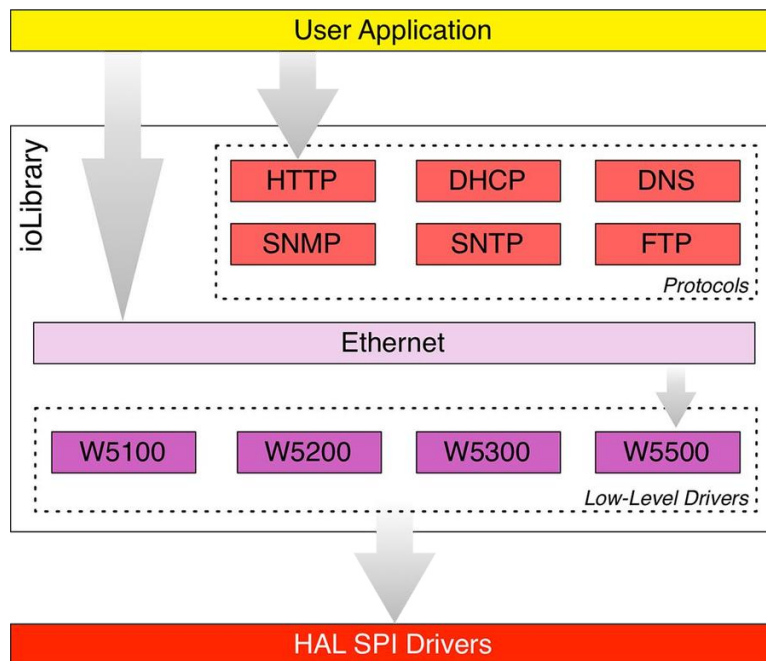 User Application
ioLibrary
HTTP
DHCP
DNS
SNMP
SNTP
FTP
Protocols
Ethernet
W5100
W5200
W5300
W5500
Low-Level Drivers
HAL SPI Drivers